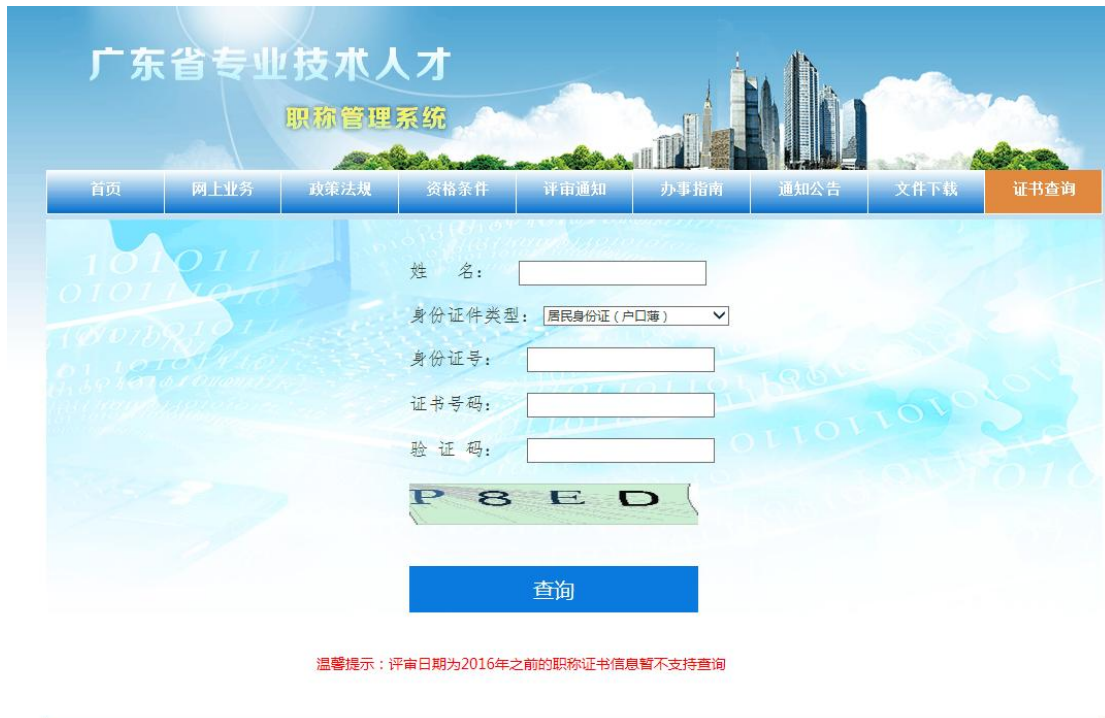 广东省专业技术人才
职称管理系统
首页 网上业务 政策法规 资格条件 评审通知 办事指南 通知公告 文件下载 证书查询
姓 名：
身份证件类型： 居民身份证（户口薄）
身份证号：
证书号码：
验 证 码：
P 8 E D
查询
温馨提示：评审日期为2016年之前的职称证书信息暂不支持查询